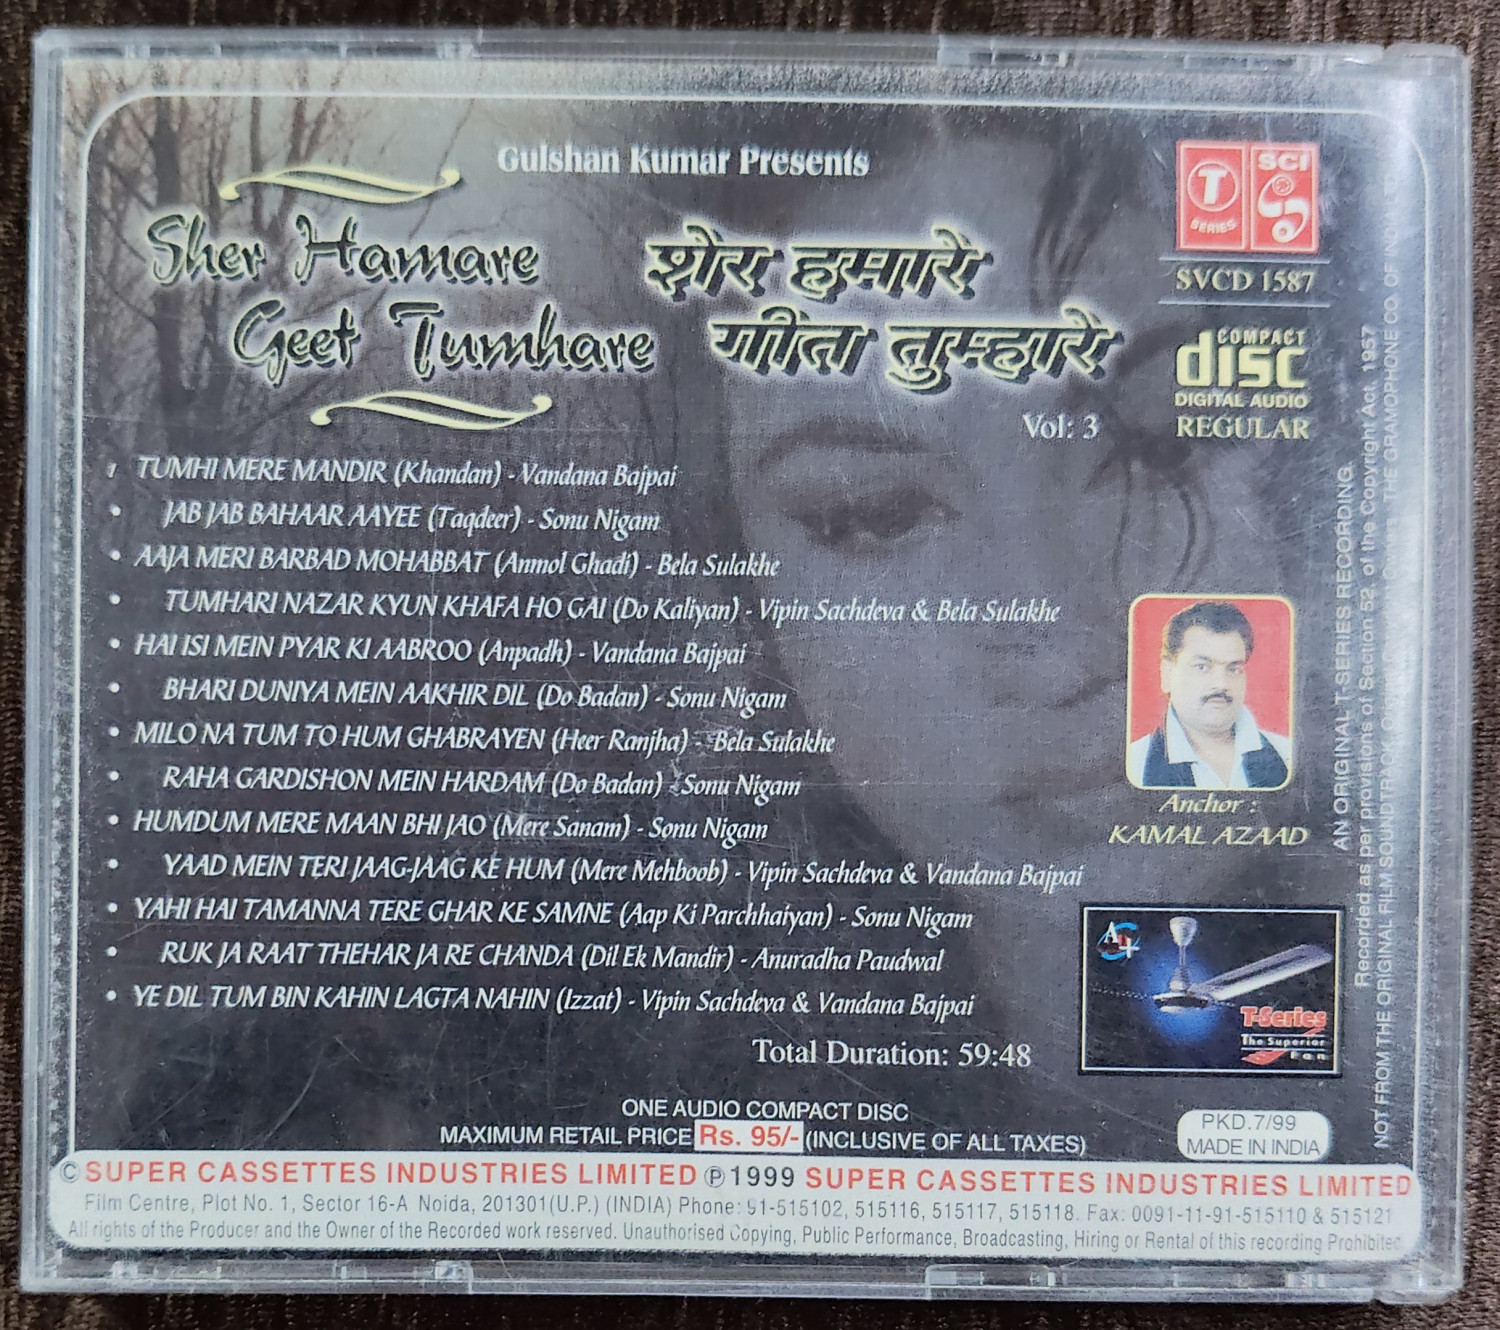 Gulshan Kumar Presents
Sher Hamare
Geet Tumhare
शेर हमारे
गीत तुम्हारे
Vol: 3
T
SERIES
SCI
SVCD 1587
COMPACT
disc
DIGITAL AUDIO
REGULAR
TUMHI MERE MANDIR (Khandan) - Vandana Bajpai
• JAB JAB BAHAAR AAYEE (Taqdeer) - Sonu Nigam
• AAJA MERI BARBAD MOHABBAT (Anmol Ghadi) - Bela Sulakhe
• TUMHARI NAZAR KYUN KHAFA HO GAI (Do Kaliyan) - Vipin Sachdeva & Bela Sulakhe
• HAI ISI MEIN PYAR KI AABROO (Anpadh) - Vandana Bajpai
• BHARI DUNIYA MEIN AAKHIR DIL (Do Badan) - Sonu Nigam
• MILO NA TUM TO HUM GHABRAYEN (Heer Ranjha) - Bela Sulakhe
• RAHA GARDISHON MEIN HARDAM (Do Badan) - Sonu Nigam
• HUMDUM MERE MAAN BHI JAO (Mere Sanam) - Sonu Nigam
• YAAD MEIN TERI JAAG-JAAG KE HUM (Mere Mehboob) - Vipin Sachdeva & Vandana Bajpai
• YAHI HAI TAMANNA TERE GHAR KE SAMNE (Aap Ki Parchhaiyan) - Sonu Nigam
• RUK JA RAAT THEHAR JA RE CHANDA (Dil Ek Mandir) - Anuradha Paudwal
• YE DIL TUM BIN KAHIN LAGTA NAHIN (Izzat) - Vipin Sachdeva & Vandana Bajpai
Total Duration: 59:48
Anchor :
KAMAL AZAAD
T-Series
The Superior
Fan
AN ORIGINAL T-SERIES RECORDING.
Recorded as per provisions of Section 52 of the Copyright Act, 1957
NOT FROM THE ORIGINAL FILM SOUNDTRACK THE GRAMOPHONE CO. OF
ONE AUDIO COMPACT DISC
MAXIMUM RETAIL PRICE Rs. 95/- (INCLUSIVE OF ALL TAXES)
PKD.7/99
MADE IN INDIA
© SUPER CASSETTES INDUSTRIES LIMITED ℗ 1999 SUPER CASSETTES INDUSTRIES LIMITED
Film Centre, Plot No. 1, Sector 16-A Noida, 201301(U.P.) (INDIA) Phone: 91-515102, 515116, 515117, 515118. Fax: 0091-11-91-515110 & 515121
All rights of the Producer and the Owner of the Recorded work reserved. Unauthorised Copying, Public Performance, Broadcasting, Hiring or Rental of this recording Prohibited